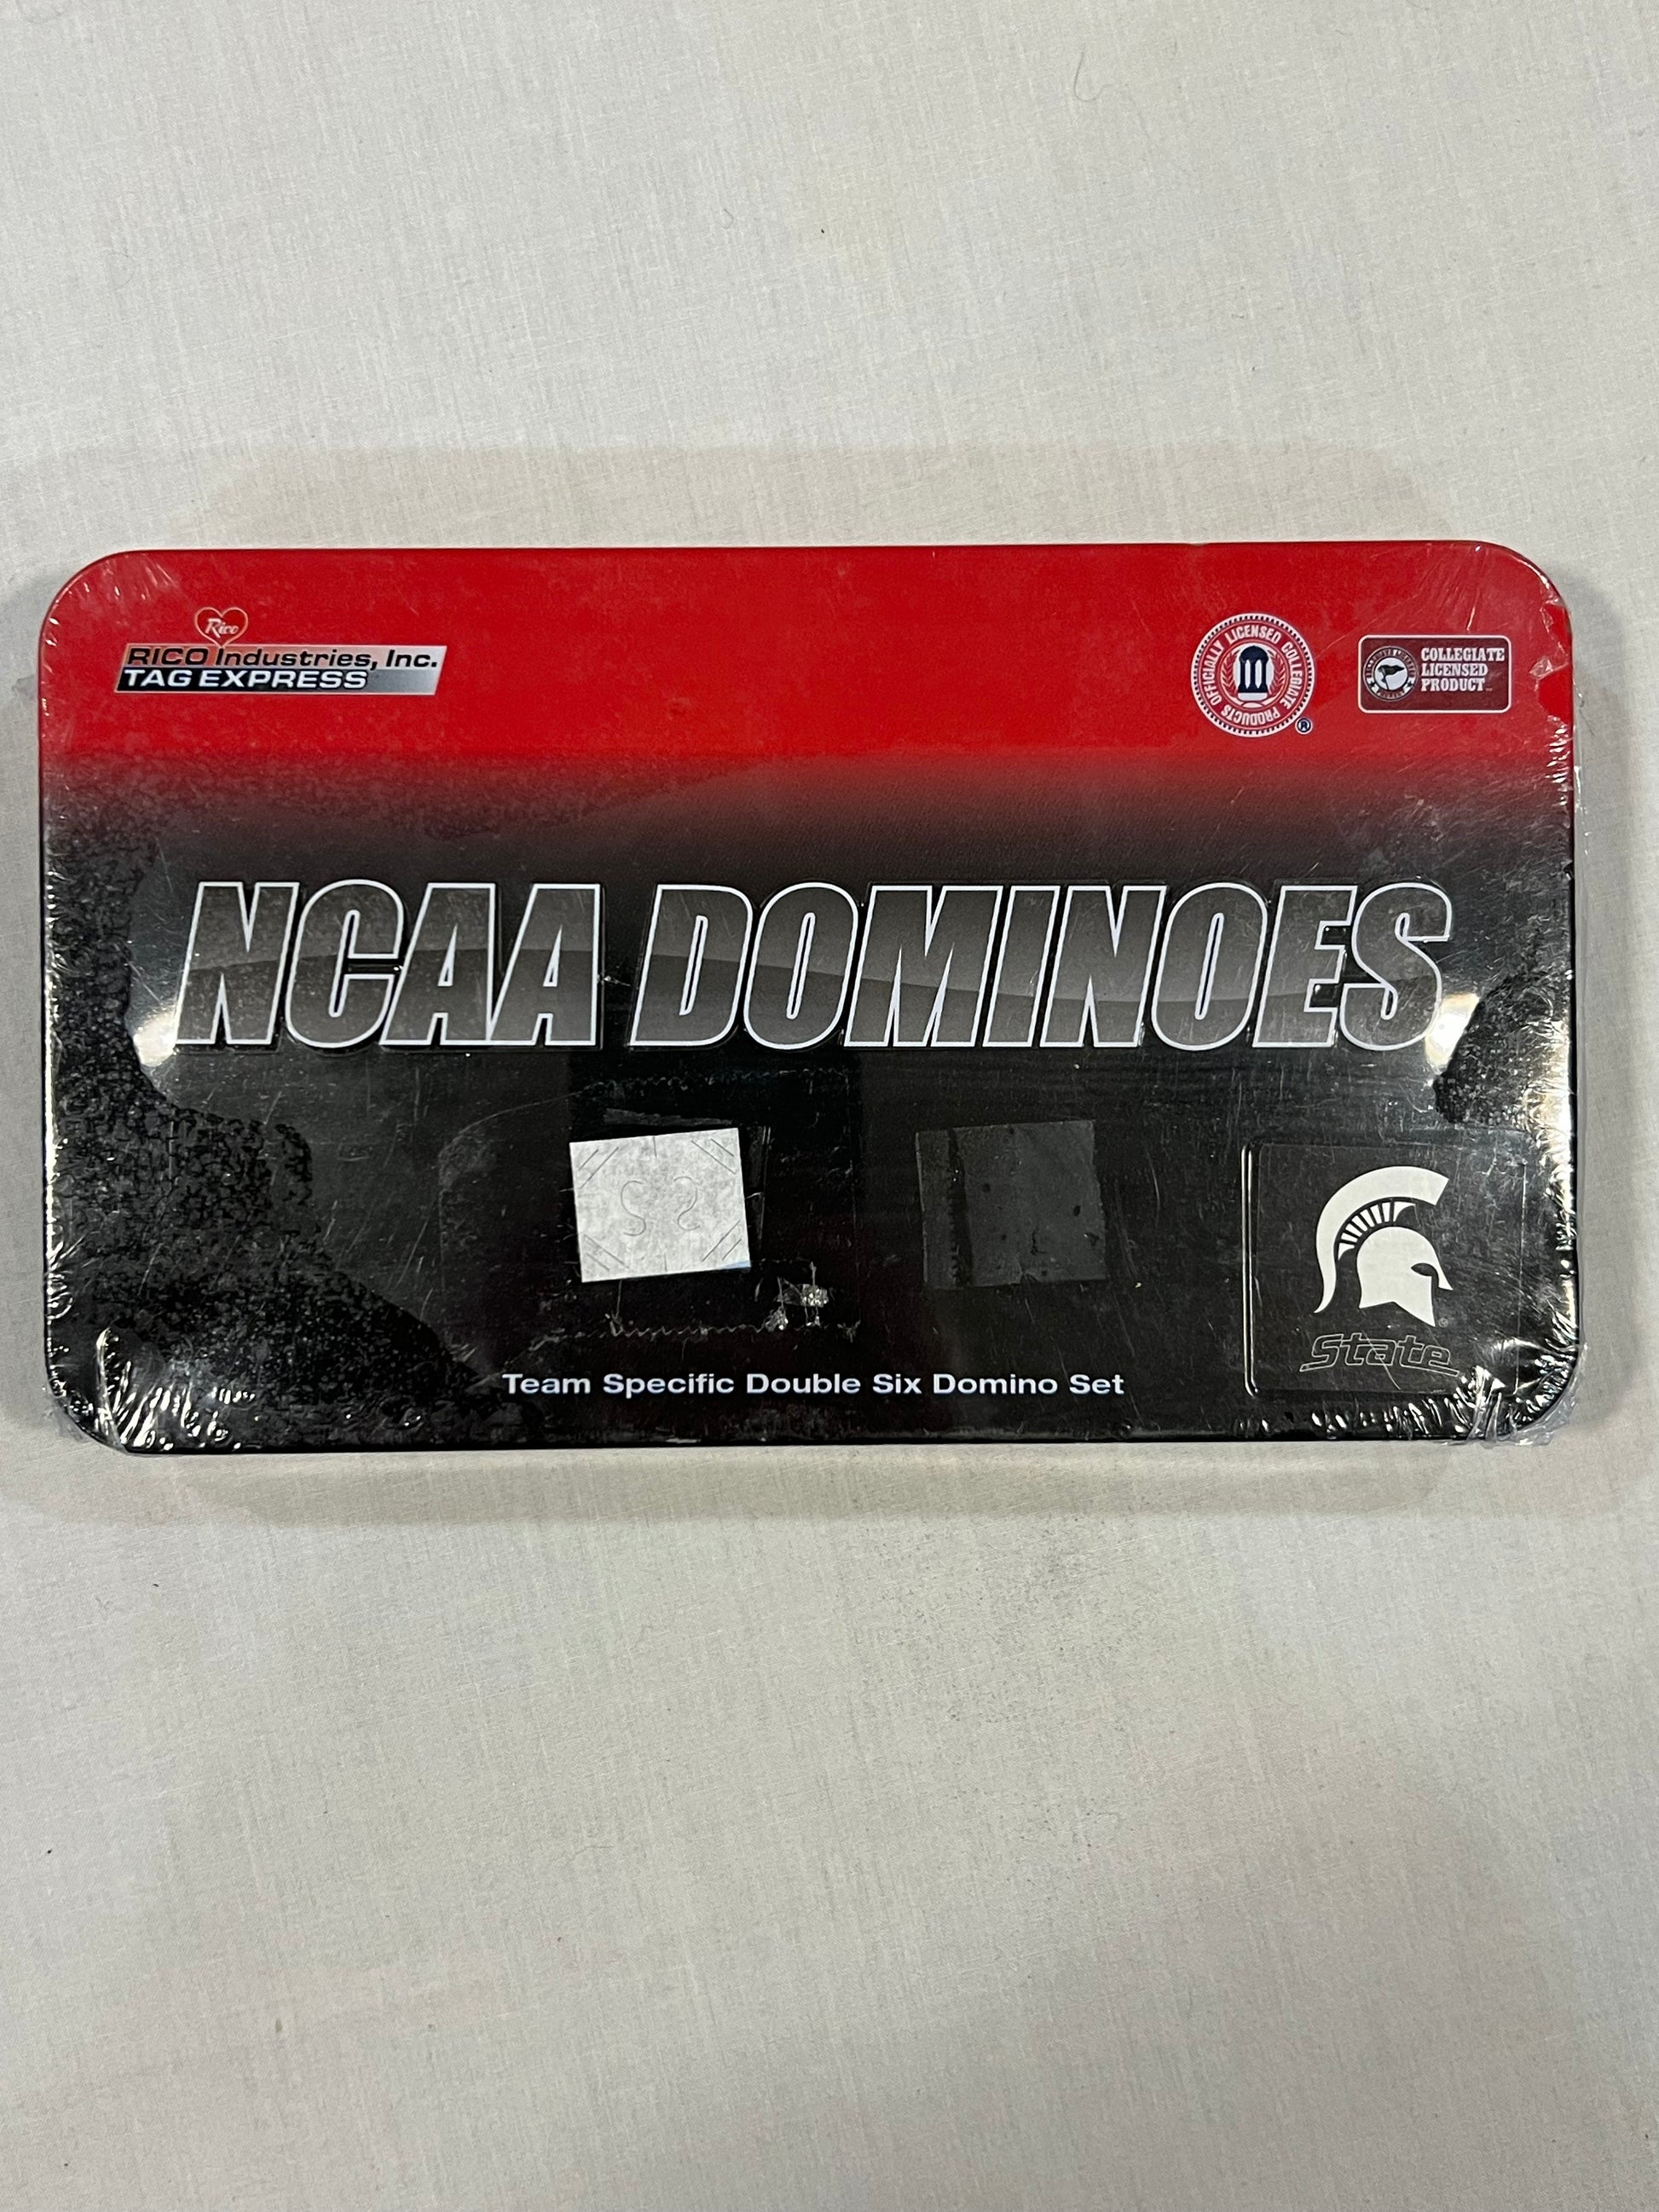 Rico
RICO Industries, Inc.
TAG EXPRESS
OFFICIALLY LICENSED COLLEGIATE PRODUCTS
®
COLLEGIATE
LICENSED
PRODUCT
NCAA DOMINOES
State
Team Specific Double Six Domino Set